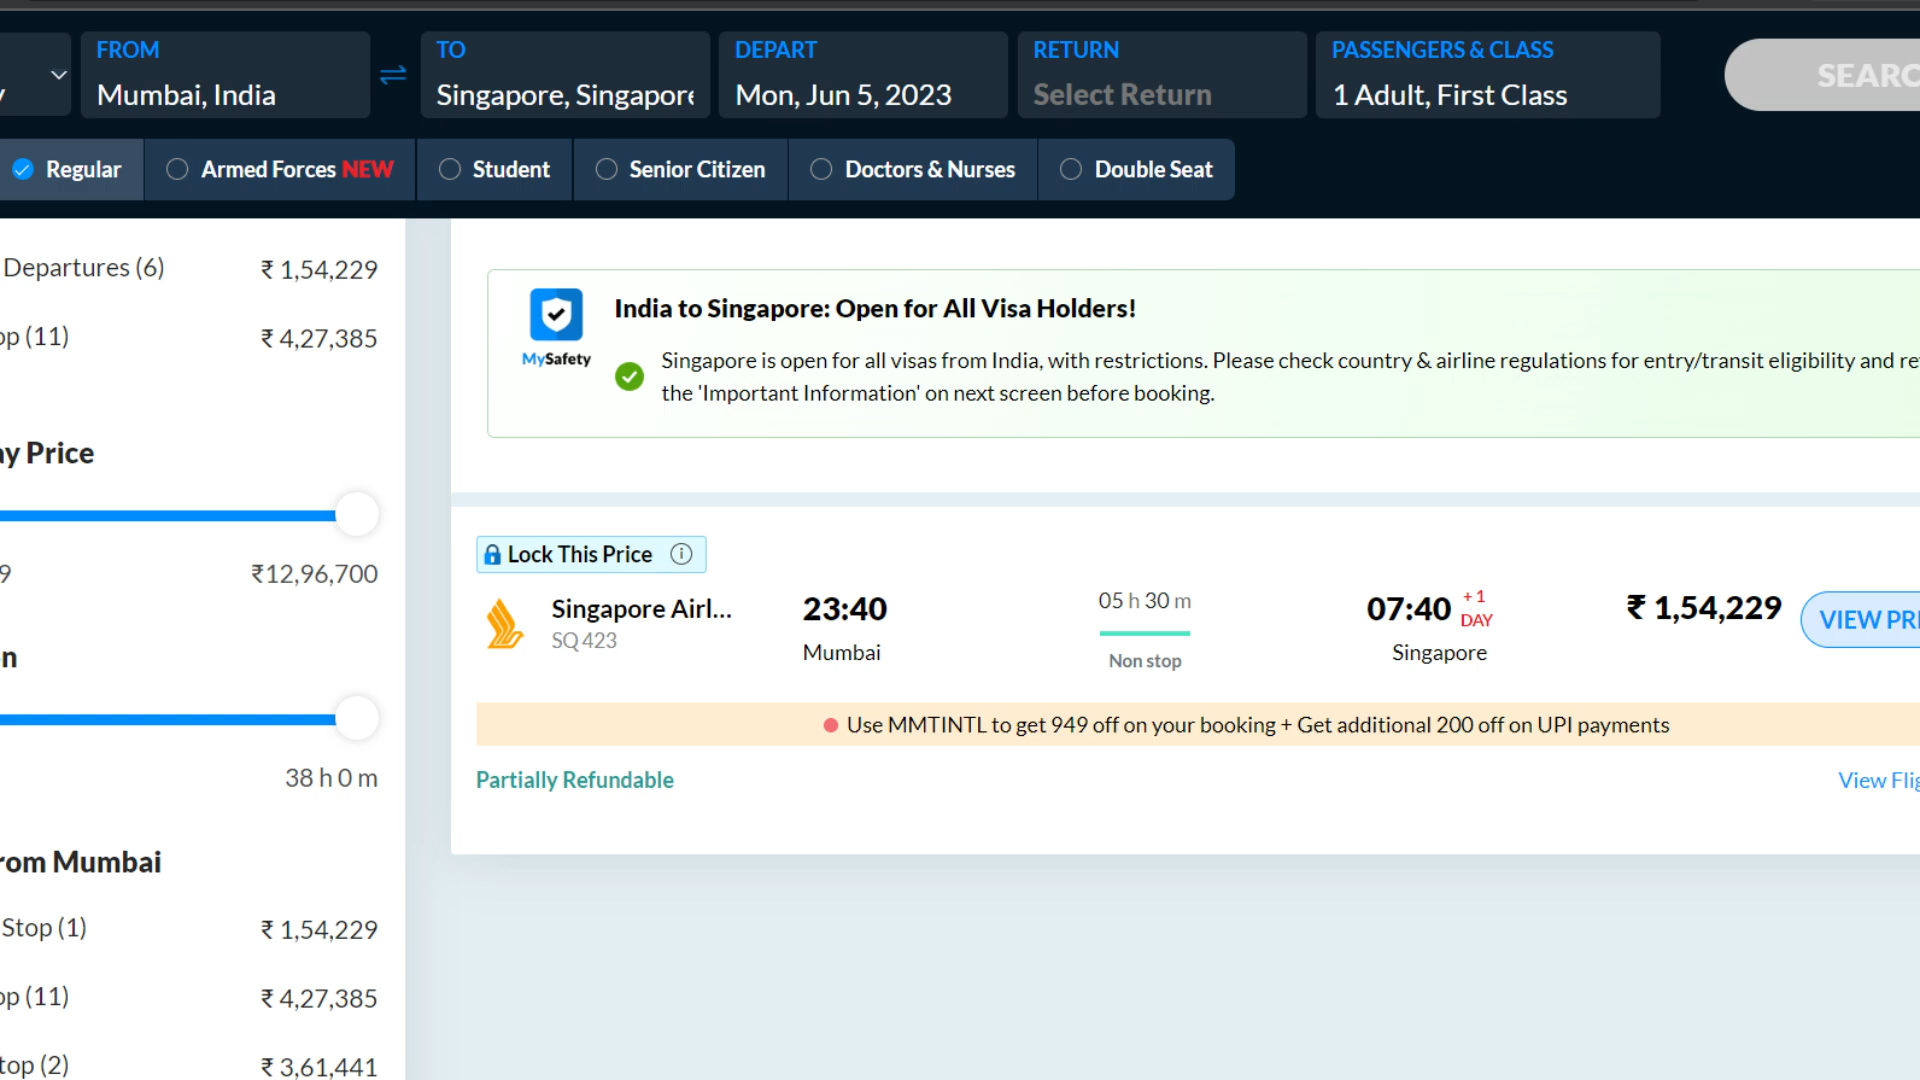 FROM
TO
DEPART
RETURN
PASSENGERS & CLASS
Mumbai, India
Singapore, Singapore
Mon, Jun 5, 2023
Select Return
1 Adult, First Class
Regular
Armed Forces NEW
Student
Senior Citizen
Doctors & Nurses
Double Seat
Departures (6)
₹ 1,54,229
(11)
₹ 4,27,385
Price
₹12,96,700
38 h 0 m
Mumbai
Stop (1)
₹ 1,54,229
(11)
₹ 4,27,385
(2)
₹ 3,61,441
MySafety
India to Singapore: Open for All Visa Holders!
Singapore is open for all visas from India, with restrictions. Please check country & airline regulations for entry/transit eligibility and
the 'Important Information' on next screen before booking.
Lock This Price
Singapore Airl...
SQ 423
23:40
Mumbai
05 h 30 m
Non stop
07:40
+ 1
DAY
Singapore
₹ 1,54,229
VIEW
Use MMTINTL to get 949 off on your booking + Get additional 200 off on UPI payments
Partially Refundable
View